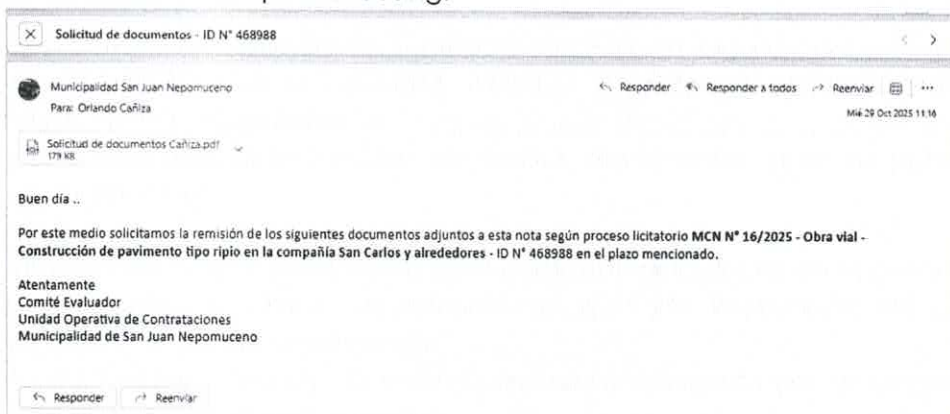 Solicitud de documentos - ID N° 468988
Municipalidad San Juan Nepomuceno
Responder Responder a todos Reenviar
Para: Orlando Cañiza
Mié 29 Oct 2025 11:16
Solicitud de documentos Cañiza.pdf
179 KB
Buen día ..
Por este medio solicitamos la remisión de los siguientes documentos adjuntos a esta nota según proceso licitatorio MCN N° 16/2025 - Obra vial -
Construcción de pavimento tipo ripio en la compañía San Carlos y alrededores - ID N° 468988 en el plazo mencionado.
Atentamente
Comité Evaluador
Unidad Operativa de Contrataciones
Municipalidad de San Juan Nepomuceno
Responder Reenviar